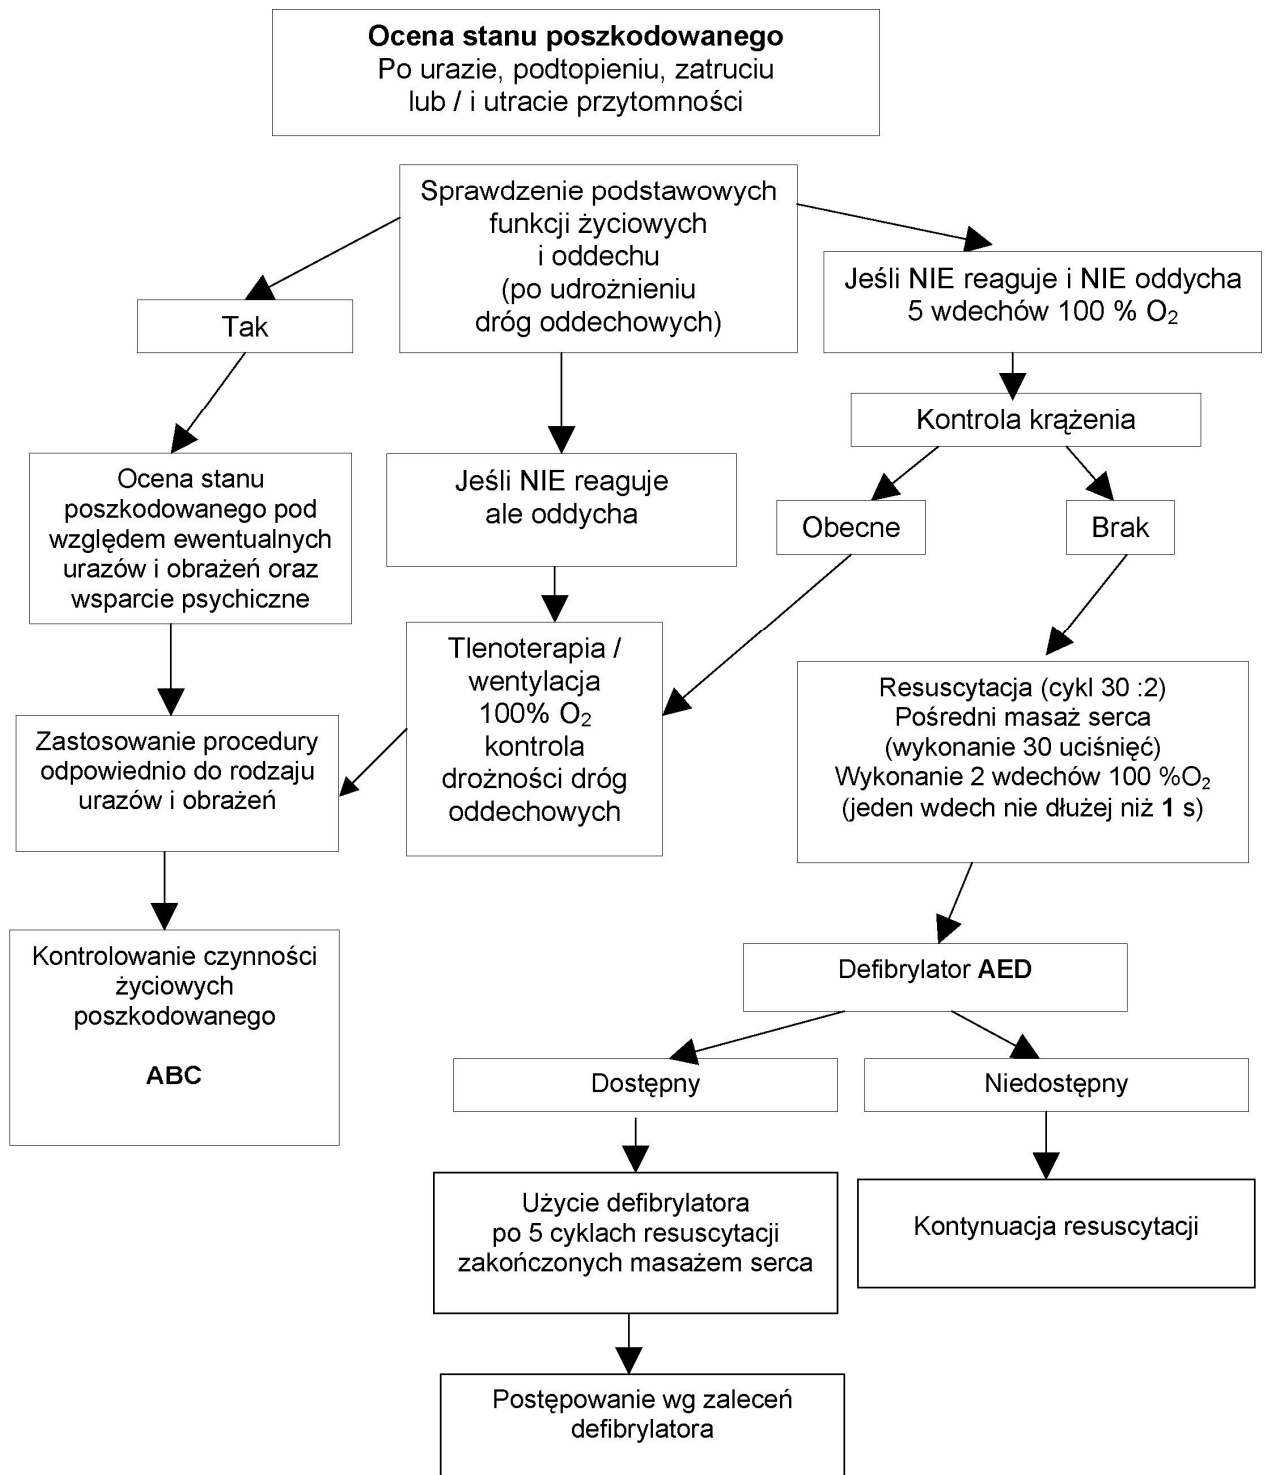 Ocena stanu poszkodowanego
Po urazie, podtopieniu, zatruciu
lub / i utracie przytomności
Sprawdzenie podstawowych
funkcji życiowych
i oddechu
(po udrożnieniu
dróg oddechowych)
Jeśli NIE reaguje i NIE oddycha
5 wdechów 100 % O₂
Tak
Kontrola krążenia
Ocena stanu
poszkodowanego pod
względem ewentualnych
urazów i obrażeń oraz
wsparcie psychiczne
Jeśli NIE reaguje
ale oddycha
Obecne
Brak
Tlenoterapia /
wentylacja
100% O₂
kontrola
drożności dróg
oddechowych
Resuscytacja (cykl 30 :2)
Pośredni masaż serca
(wykonanie 30 uciśnięć)
Wykonanie 2 wdechów 100 %O₂
(jeden wdech nie dłużej niż 1 s)
Zastosowanie procedury
odpowiednio do rodzaju
urazów i obrażeń
Kontrolowanie czynności
życiowych
poszkodowanego
ABC
Defibrylator AED
Dostępny
Niedostępny
Użycie defibrylatora
po 5 cyklach resuscytacji
zakończonych masażem serca
Kontynuacja resuscytacji
Postępowanie wg zaleceń
defibrylatora